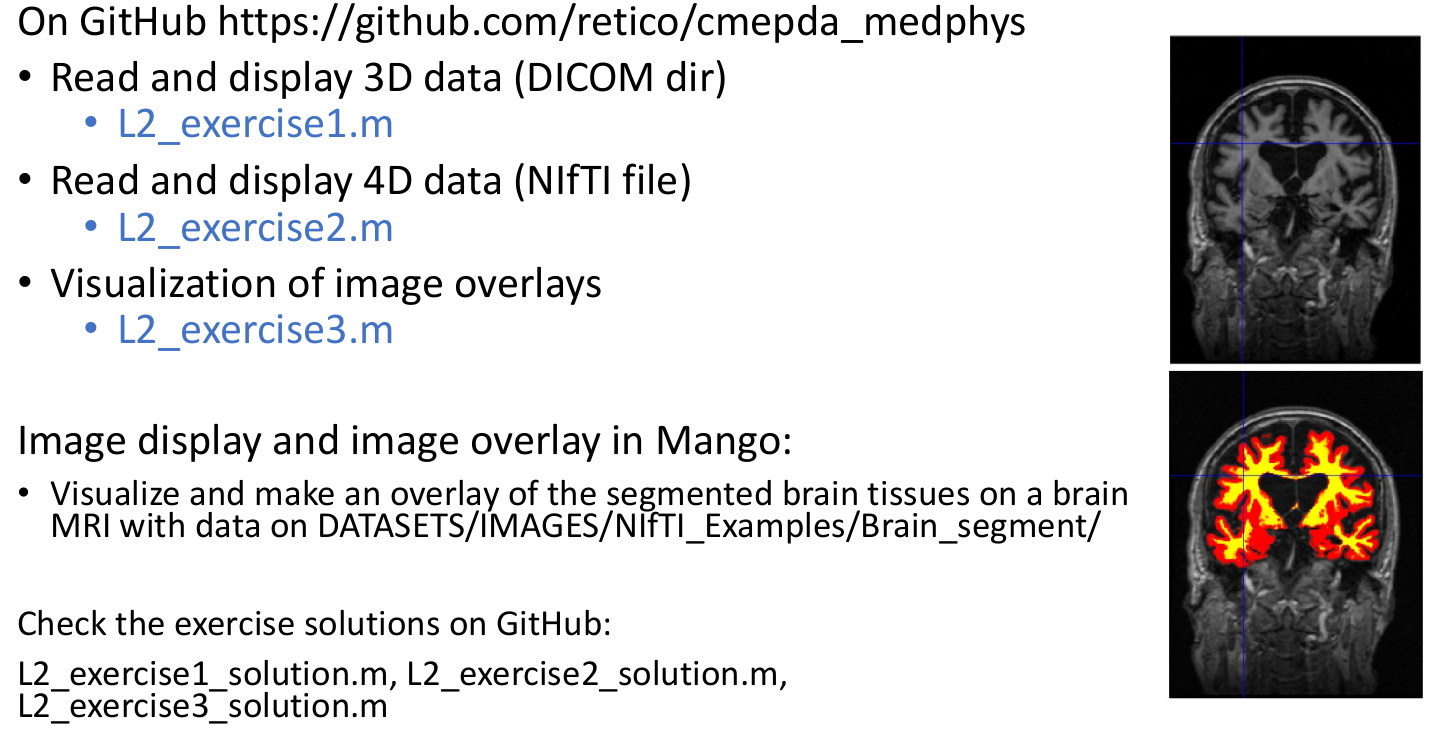 On GitHub https://github.com/retico/cmepda_medphys
• Read and display 3D data (DICOM dir)
• L2_exercise1.m
• Read and display 4D data (NIfTI file)
• L2_exercise2.m
• Visualization of image overlays
• L2_exercise3.m
Image display and image overlay in Mango:
• Visualize and make an overlay of the segmented brain tissues on a brain
MRI with data on DATASETS/IMAGES/NIfTI_Examples/Brain_segment/
Check the exercise solutions on GitHub:
L2_exercise1_solution.m, L2_exercise2_solution.m,
L2_exercise3_solution.m